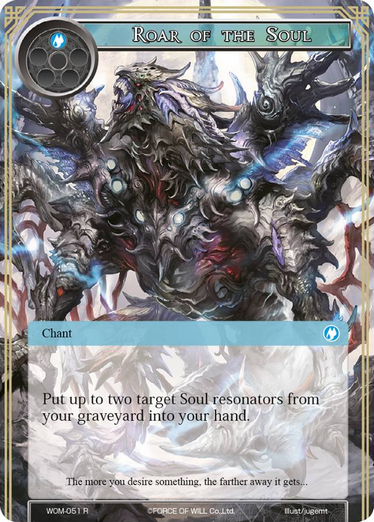 Roar of the Soul
Chant
Put up to two target Soul resonators from
your graveyard into your hand.
The more you desire something, the farther away it gets...
WOM-051 R
©FORCE OF WILL Co.,Ltd.
Illust/jugemt